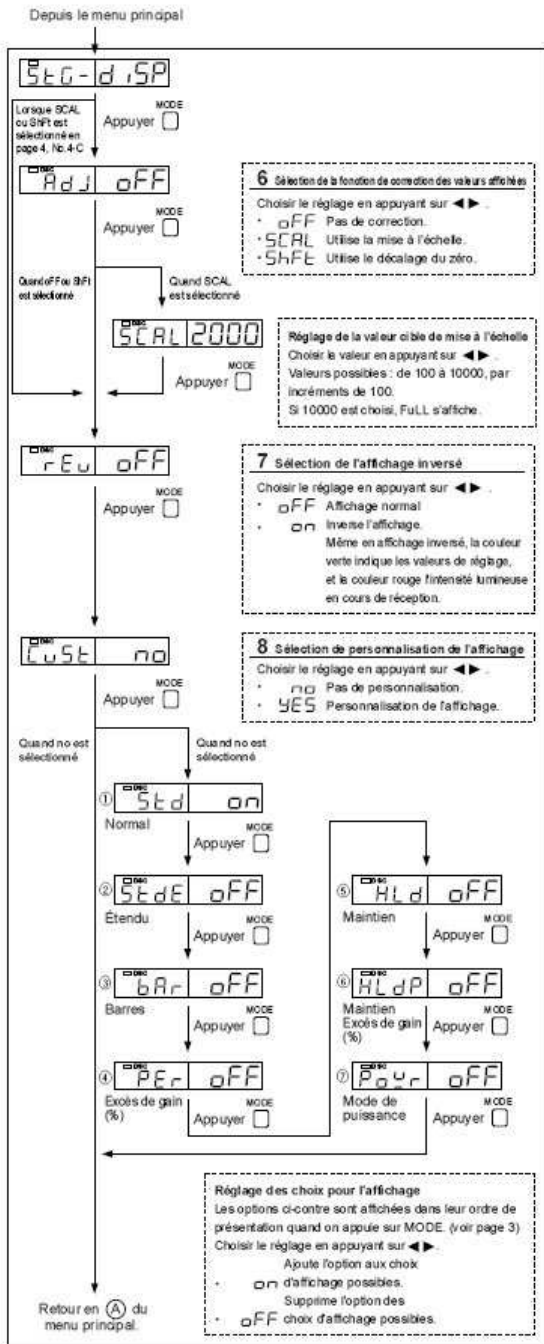 Depuis le menu principal
StG- diSP
Lorsque SCAL
ou ShFt est
sélectionné en
page 4, No.4-C
MODE
Appuyer
AdJ oFF
MODE
Appuyer
6 Sélection de la fonction de correction des valeurs affichées
Choisir le réglage en appuyant sur ◀ ▶ .
· oFF Pas de correction.
· SCAL Utilise la mise à l'échelle.
· ShFt Utilise le décalage du zéro.
Quand oFF ou ShFt
est sélectionné
Quand SCAL
est sélectionné
SCAL 2000
MODE
Appuyer
Réglage de la valeur cible de mise à l'échelle
Choisir la valeur en appuyant sur ◀ ▶ .
Valeurs possibles : de 100 à 10000, par
incréments de 100.
Si 10000 est choisi, FuLL s'affiche.
rEv oFF
MODE
Appuyer
7 Sélection de l'affichage inversé
Choisir le réglage en appuyant sur ◀ ▶ .
· oFF Affichage normal
· on Inverse l'affichage.
Même en affichage inversé, la couleur
verte indique les valeurs de réglage,
et la couleur rouge l'intensité lumineuse
en cours de réception.
CuSt no
MODE
Appuyer
8 Sélection de personnalisation de l'affichage
Choisir le réglage en appuyant sur ◀ ▶ .
· no Pas de personnalisation.
· YES Personnalisation de l'affichage.
Quand no est
sélectionné
Quand no est
sélectionné
① Std on
Normal
MODE
Appuyer
② StdE oFF
Étendu
MODE
Appuyer
③ bAr oFF
Barres
MODE
Appuyer
④ PEr oFF
Excès de gain
(%)
MODE
Appuyer
⑤ HLd oFF
Maintien
MODE
Appuyer
⑥ HLdP oFF
Maintien
Excès de gain
(%)
MODE
Appuyer
⑦ PoWr oFF
Mode de
puissance
MODE
Appuyer
Réglage des choix pour l'affichage
Les options ci-contre sont affichées dans leur ordre de
présentation quand on appuie sur MODE. (voir page 3)
Choisir le réglage en appuyant sur ◀ ▶.
Ajoute l'option aux choix
· on d'affichage possibles.
Supprime l'option des
· oFF choix d'affichage possibles.
Retour en Ⓐ du
menu principal.